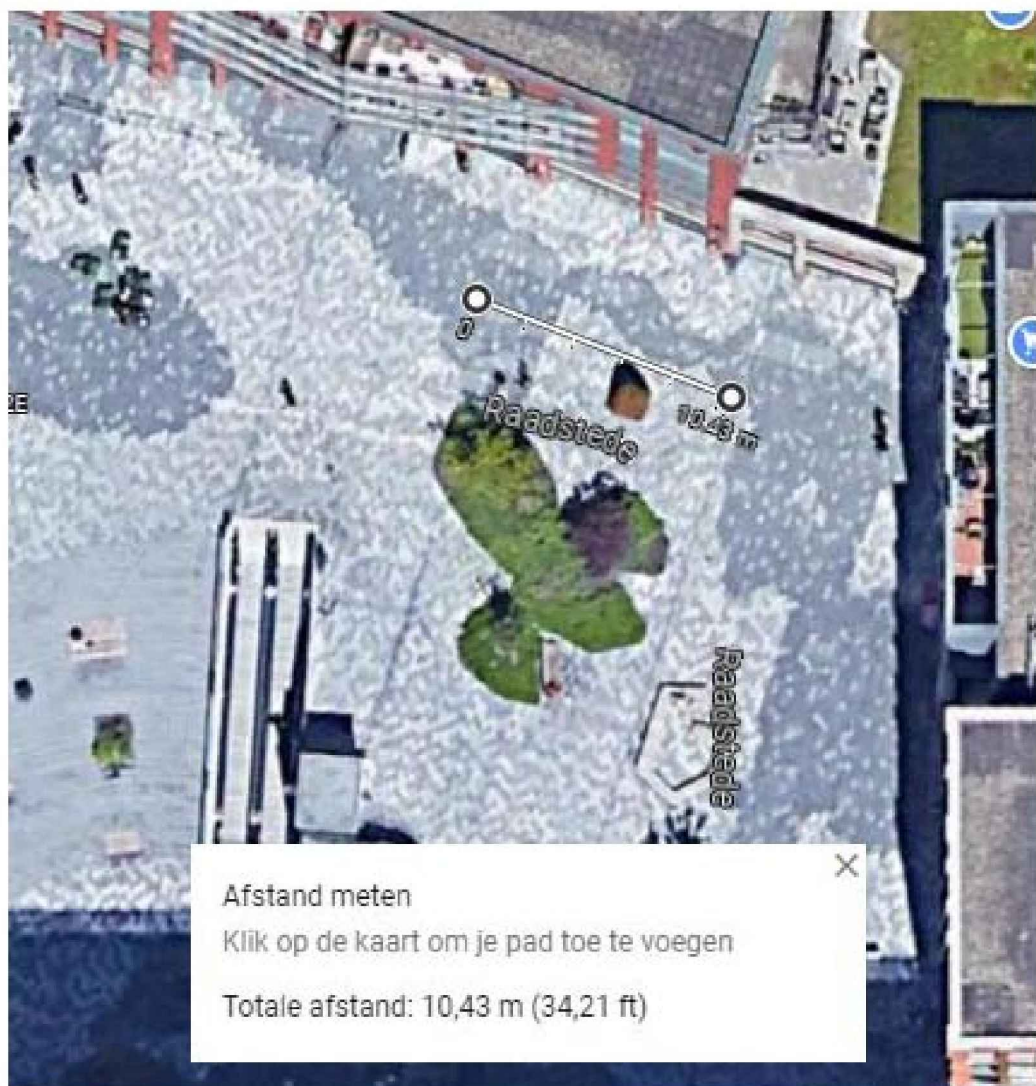 0
10.43 m
Raadstede
Raadstede
Afstand meten
Klik op de kaart om je pad toe te voegen
Totale afstand: 10,43 m (34,21 ft)